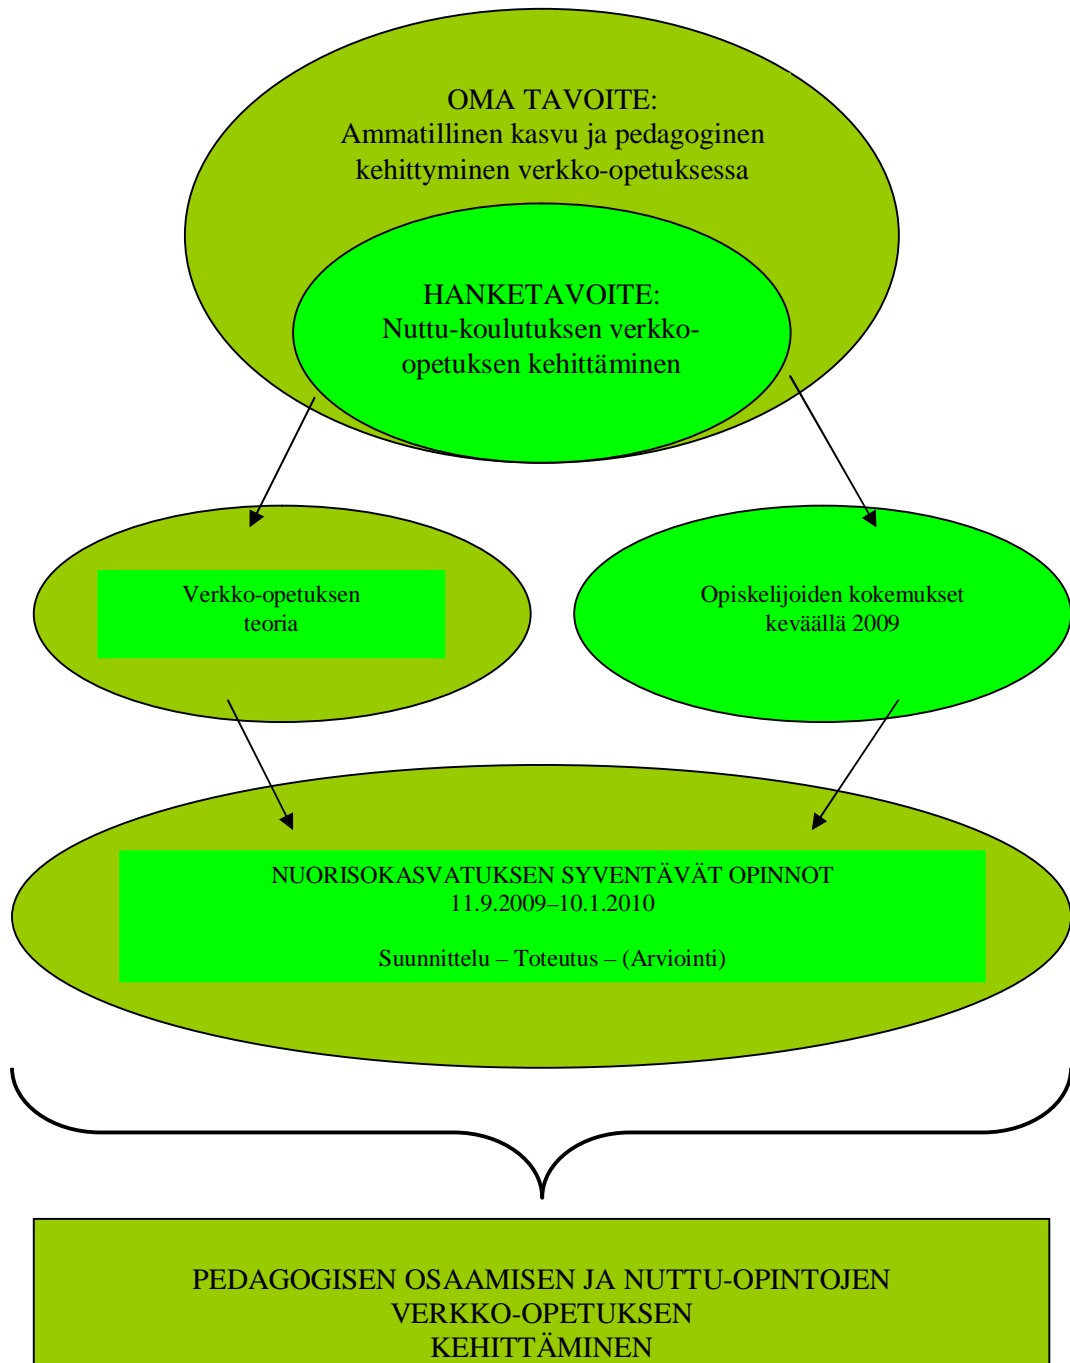 OMA TAVOITE:
Ammatillinen kasvu ja pedagoginen
kehittyminen verkko-opetuksessa
HANKETAVOITE:
Nuttu-koulutuksen verkko-
opetuksen kehittäminen
Verkko-opetuksen
teoria
Opiskelijoiden kokemukset
keväällä 2009
NUORISOKASVATUKSEN SYVENTÄVÄT OPINNOT
11.9.2009–10.1.2010
Suunnittelu – Toteutus – (Arviointi)
PEDAGOGISEN OSAAMISEN JA NUTTU-OPINTOJEN
VERKKO-OPETUKSEN
KEHITTÄMINEN